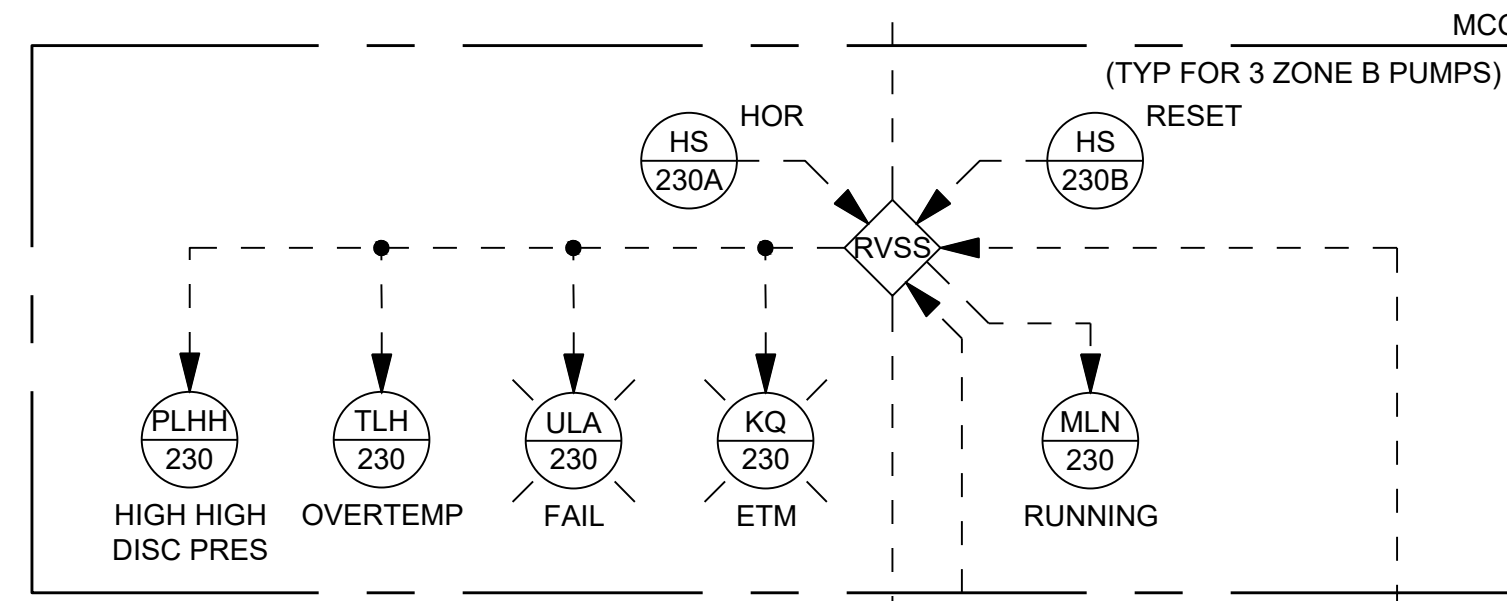 MCC
(TYP FOR 3 ZONE B PUMPS)
HOR
RESET
HS
230A
HS
230B
RVSS
PLHH
230
TLH
230
ULA
230
KQ
230
MLN
230
HIGH HIGH
DISC PRES
OVERTEMP
FAIL
ETM
RUNNING